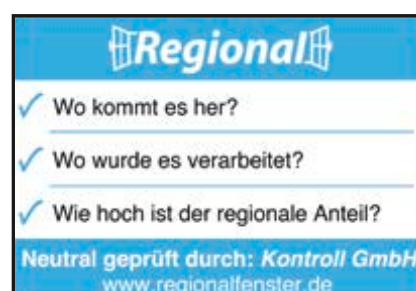 Regional
Wo kommt es her?
Wo wurde es verarbeitet?
Wie hoch ist der regionale Anteil?
Neutral geprüft durch: Kontroll GmbH
www.regionalfenster.de